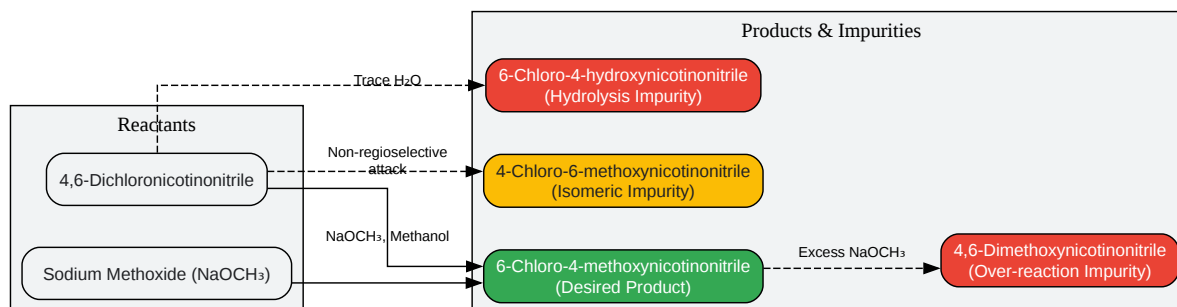 Products & Impurities
6-Chloro-4-hydroxynicotinonitrile
(Hydrolysis Impurity)
Trace H₂O
Reactants
Non-regioselective
attack
4-Chloro-6-methoxynicotinonitrile
(Isomeric Impurity)
4,6-Dichloronicotinonitrile
NaOCH₃, Methanol
Sodium Methoxide (NaOCH₃)
6-Chloro-4-methoxynicotinonitrile
(Desired Product)
Excess NaOCH₃
4,6-Dimethoxynicotinonitrile
(Over-reaction Impurity)